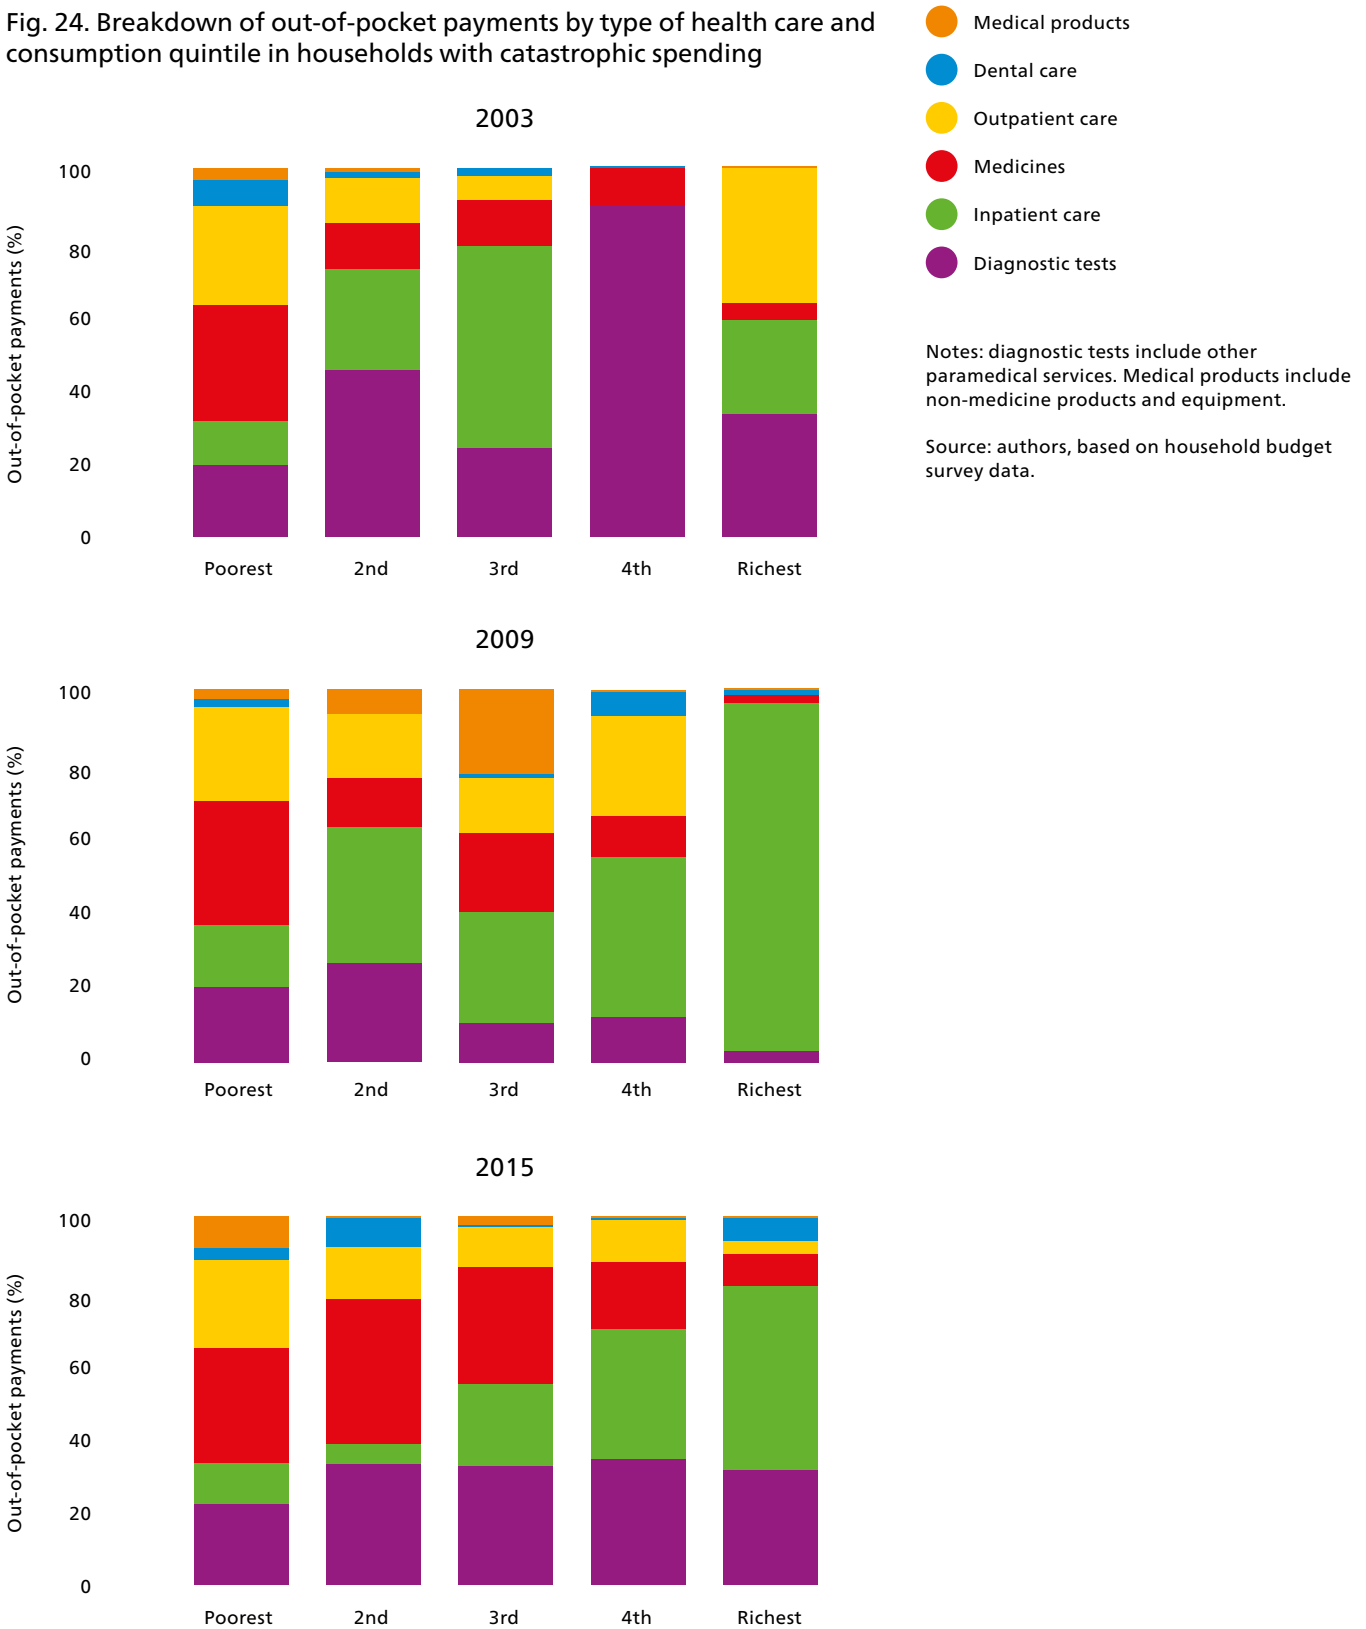 Fig. 24. Breakdown of out-of-pocket payments by type of health care and
consumption quintile in households with catastrophic spending
Medical products
Dental care
Outpatient care
Medicines
Inpatient care
Diagnostic tests
Notes: diagnostic tests include other
paramedical services. Medical products include
non-medicine products and equipment.
Source: authors, based on household budget
survey data.
2003
Out-of-pocket payments (%)
100
80
60
40
20
0
Poorest 2nd 3rd 4th Richest
2009
Out-of-pocket payments (%)
100
80
60
40
20
0
Poorest 2nd 3rd 4th Richest
2015
Out-of-pocket payments (%)
100
80
60
40
20
0
Poorest 2nd 3rd 4th Richest